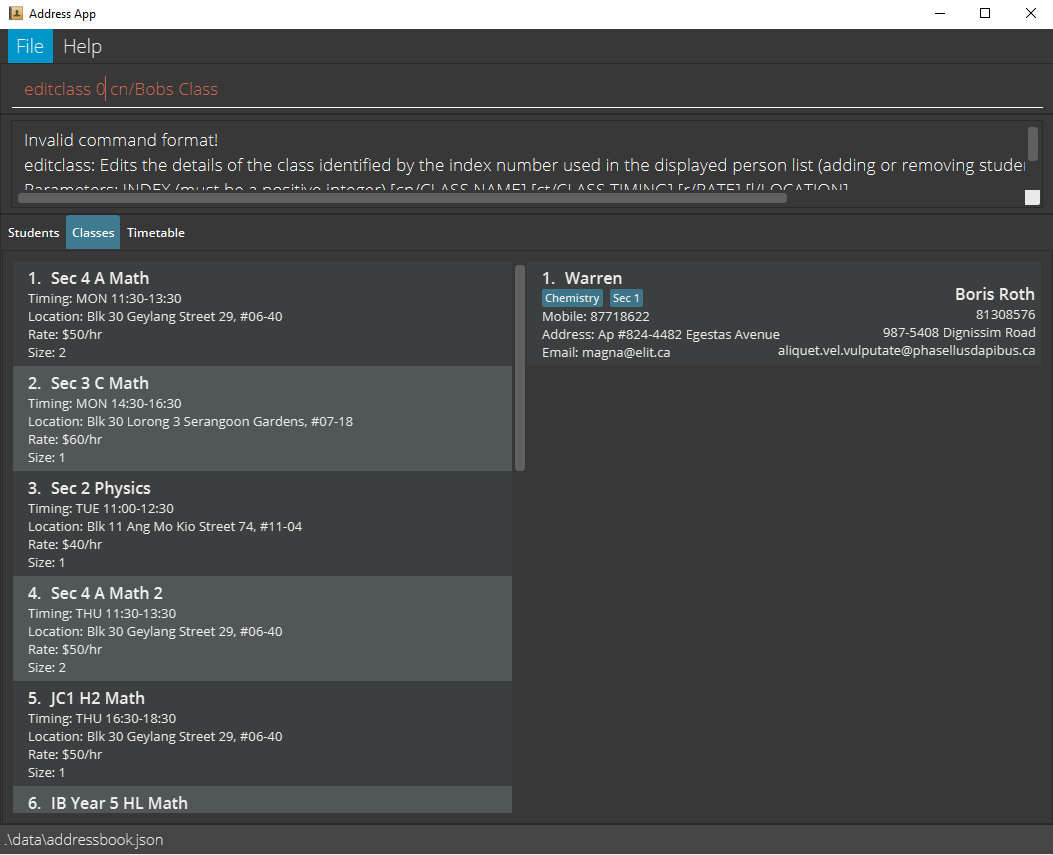 Address App
File Help
editclass 0 cn/Bobs Class
Invalid command format!
editclass: Edits the details of the class identified by the index number used in the displayed person list (adding or removing studer
Parameters: INDEX (must be a positive integer) [cn/CLASS NAME] [ct/CLASS TIMING] [r/RATE] [l/LOCATION]
Students Classes Timetable
1. Sec 4 A Math
Timing: MON 11:30-13:30
Location: Blk 30 Geylang Street 29, #06-40
Rate: $50/hr
Size: 2
2. Sec 3 C Math
Timing: MON 14:30-16:30
Location: Blk 30 Lorong 3 Serangoon Gardens, #07-18
Rate: $60/hr
Size: 1
3. Sec 2 Physics
Timing: TUE 11:00-12:30
Location: Blk 11 Ang Mo Kio Street 74, #11-04
Rate: $40/hr
Size: 1
4. Sec 4 A Math 2
Timing: THU 11:30-13:30
Location: Blk 30 Geylang Street 29, #06-40
Rate: $50/hr
Size: 2
5. JC1 H2 Math
Timing: THU 16:30-18:30
Location: Blk 30 Geylang Street 29, #06-40
Rate: $50/hr
Size: 1
6. IB Year 5 HL Math
1. Warren
Chemistry Sec 1
Mobile: 87718622
Address: Ap #824-4482 Egestas Avenue
Email: magna@elit.ca
Boris Roth
81308576
987-5408 Dignissim Road
aliquet.vel.vulputate@phasellusdapibus.ca
.\data\addressbook.json